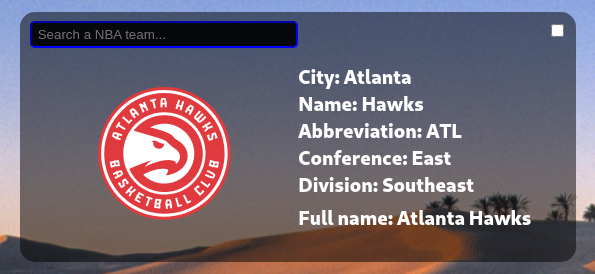 Search a NBA team...
City: Atlanta
Name: Hawks
Abbreviation: ATL
Conference: East
Division: Southeast
Full name: Atlanta Hawks
ATLANTA HAWKS
BASKETBALL CLUB